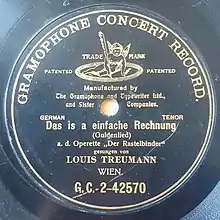 GRAMOPHONE CONCERT RECORD.
TRADE MARK
PATENTED PATENTED
Manufactured by
The Gramophone and Typewriter Ltd.,
and Sister Companies.
GERMAN TENOR
Das is a einfache Rechnung
(Guldenlied)
a. d. Operette „Der Rastelbinder"
gesungen von
LOUIS TREUMANN
WIEN.
G.C.-2-42570